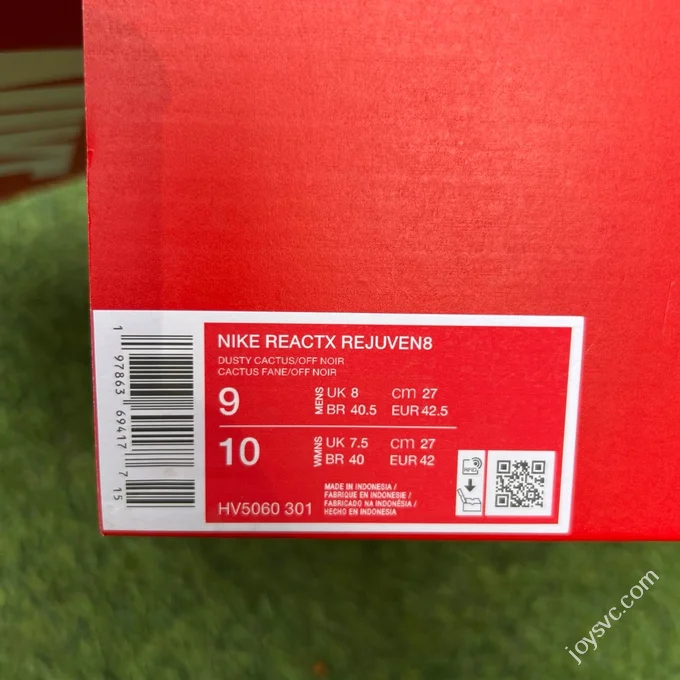 NIKE REACTX REJUVEN8
DUSTY CACTUS/OFF NOIR
CACTUS FANE/OFF NOIR
9
MENS
UK 8 cm 27
BR 40.5 EUR 42.5
10
WMNS
UK 7.5 cm 27
BR 40 EUR 42
HV5060 301
MADE IN INDONESIA /
FABRIQUE EN INDONESIE/
FABRICADO NA INDONÉSIA/
HECHO EN INDONESIA
RFID
1 97863 69417 7 15
joysvc.com